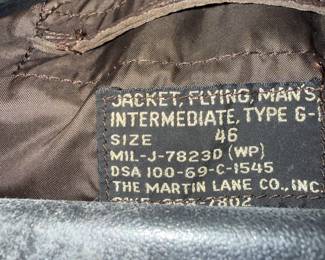 JACKET, FLYING, MAN'S
INTERMEDIATE, TYPE G-1
SIZE 46
MIL-J-7823D (WP)
DSA 100-69-C-1545
THE MARTIN LANE CO., INC.